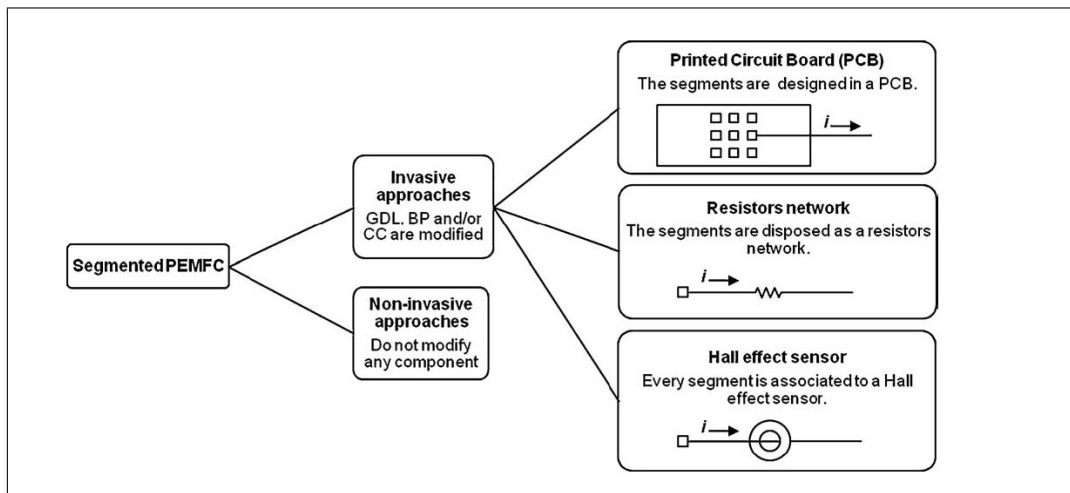 Segmented PEMFC
Invasive
approaches
GDL, BP and/or
CC are modified
Non-invasive
approaches
Do not modify
any component
Printed Circuit Board (PCB)
The segments are designed in a PCB.
i
Resistors network
The segments are disposed as a resistors
network.
i
Hall effect sensor
Every segment is associated to a Hall
effect sensor.
i